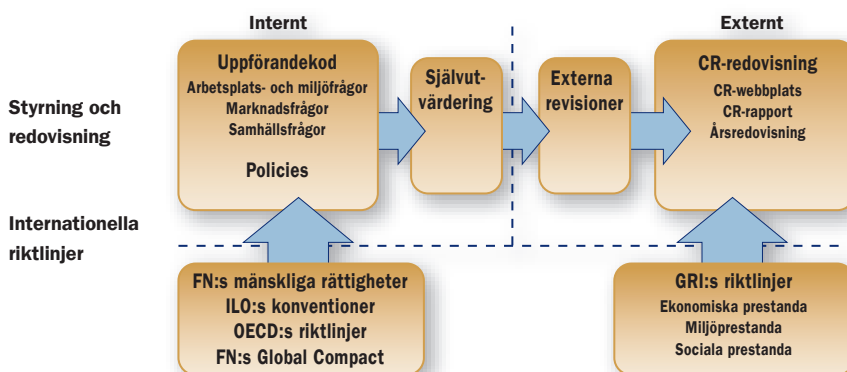 Internt
Externt
Styrning och
redovisning
Uppförandekod
Arbetsplats- och miljöfrågor
Marknadsfrågor
Samhällsfrågor
Policies
Självut-
värdering
Externa
revisioner
CR-redovisning
CR-webbplats
CR-rapport
Årsredovisning
Internationella
riktlinjer
FN:s mänskliga rättigheter
ILO:s konventioner
OECD:s riktlinjer
FN:s Global Compact
GRI:s riktlinjer
Ekonomiska prestanda
Miljöprestanda
Sociala prestanda